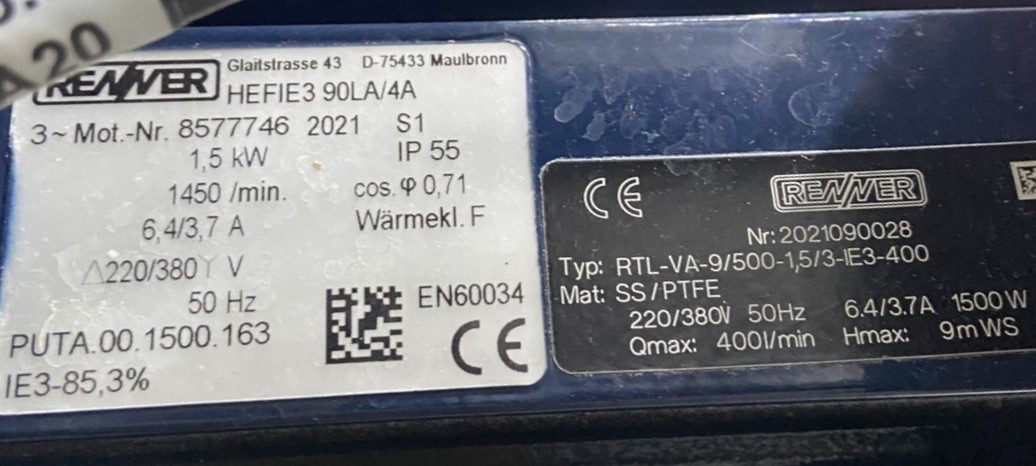 A20
RENNER
Glaitstrasse 43 D-75433 Maulbronn
HEFIE3 90LA/4A
3~ Mot.-Nr. 8577746 2021 S1
1,5 kW IP 55
1450 /min. cos. φ 0,71
6,4/3,7 A Wärmekl. F
△220/380Y V
50 Hz EN60034
PUTA.00.1500.163 CE
IE3-85,3%
CE RENNER
Nr: 2021090028
Typ: RTL-VA-9/500-1,5/3-IE3-400
Mat: SS/PTFE
220/380V 50Hz 6.4/3.7A 1500W
Qmax: 400l/min Hmax: 9mWS